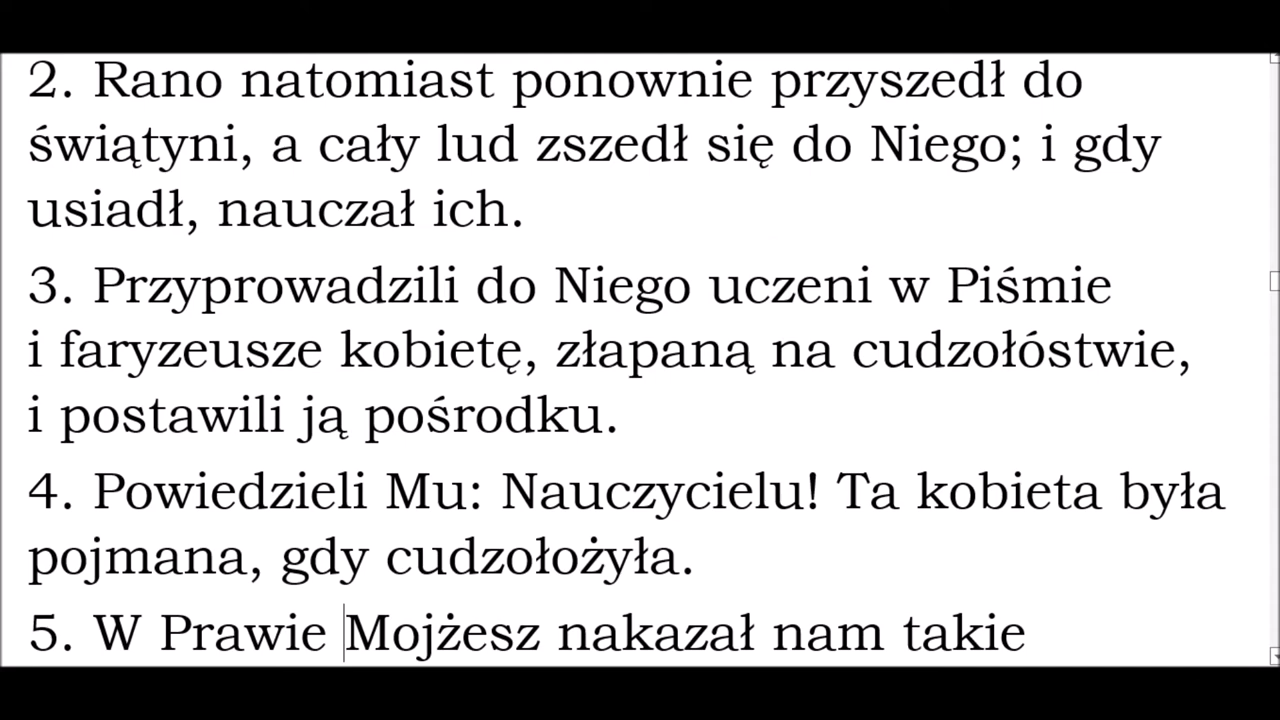 2. Rano natomiast ponownie przyszedł do
świątyni, a cały lud zszedł się do Niego; i gdy
usiadł, nauczał ich.
3. Przyprowadzili do Niego uczeni w Piśmie
i faryzeusze kobietę, złapaną na cudzołóstwie,
i postawili ją pośrodku.
4. Powiedzieli Mu: Nauczycielu! Ta kobieta była
pojmana, gdy cudzołożyła.
5. W Prawie Mojżesz nakazał nam takie